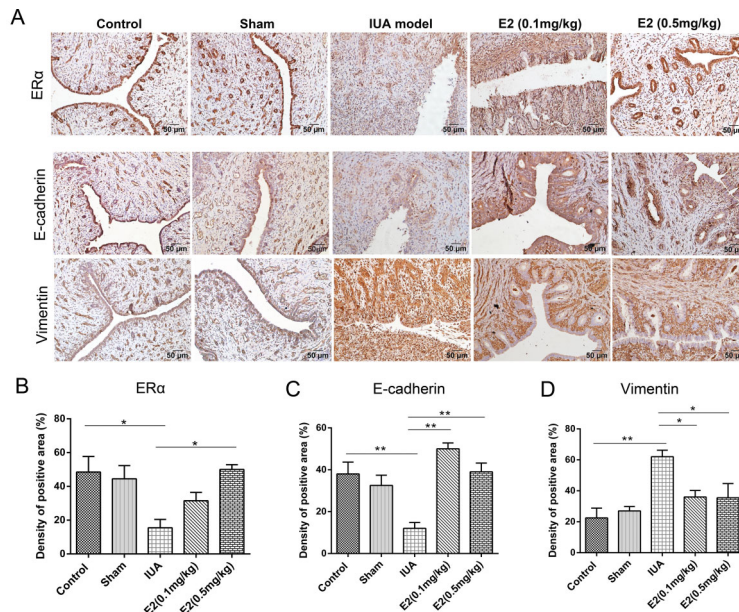 A
Control Sham IUA model E2 (0.1mg/kg) E2 (0.5mg/kg)
ERα
50 μm 50 μm 50 μm 50 μm 50 μm
E-cadherin
50 μm 50 μm 50 μm 50 μm 50 μm
Vimentin
50 μm 50 μm 50 μm 50 μm 50 μm
B
ERα
Density of positive area (%)
80
60
40
20
0
*
*
Control Sham IUA E2(0.1mg/kg) E2(0.5mg/kg)
C
E-cadherin
Density of positive area (%)
60
40
20
0
**
**
**
Control Sham IUA E2(0.1mg/kg) E2(0.5mg/kg)
D
Vimentin
Density of positive area (%)
80
60
40
20
0
*
*
**
Control Sham IUA E2(0.1mg/kg) E2(0.5mg/kg)